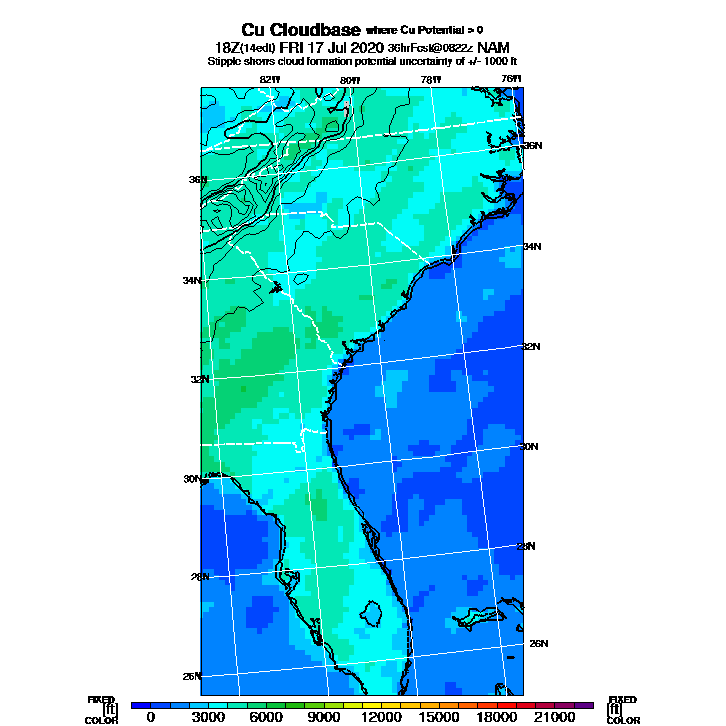 Cu Cloudbase where Cu Potential > 0
18Z(14edt) FRI 17 Jul 2020 36hrFcst@0822z NAM
Stipple shows cloud formation potential uncertainty of +/- 1000 ft
82W 80W 78W 76W
36N
36N
34N
34N
32N
32N
30N
30N
28N
28N
26N
26N
FIXED FIXED
[ft] [ft]
COLOR COLOR
0 3000 6000 9000 12000 15000 18000 21000